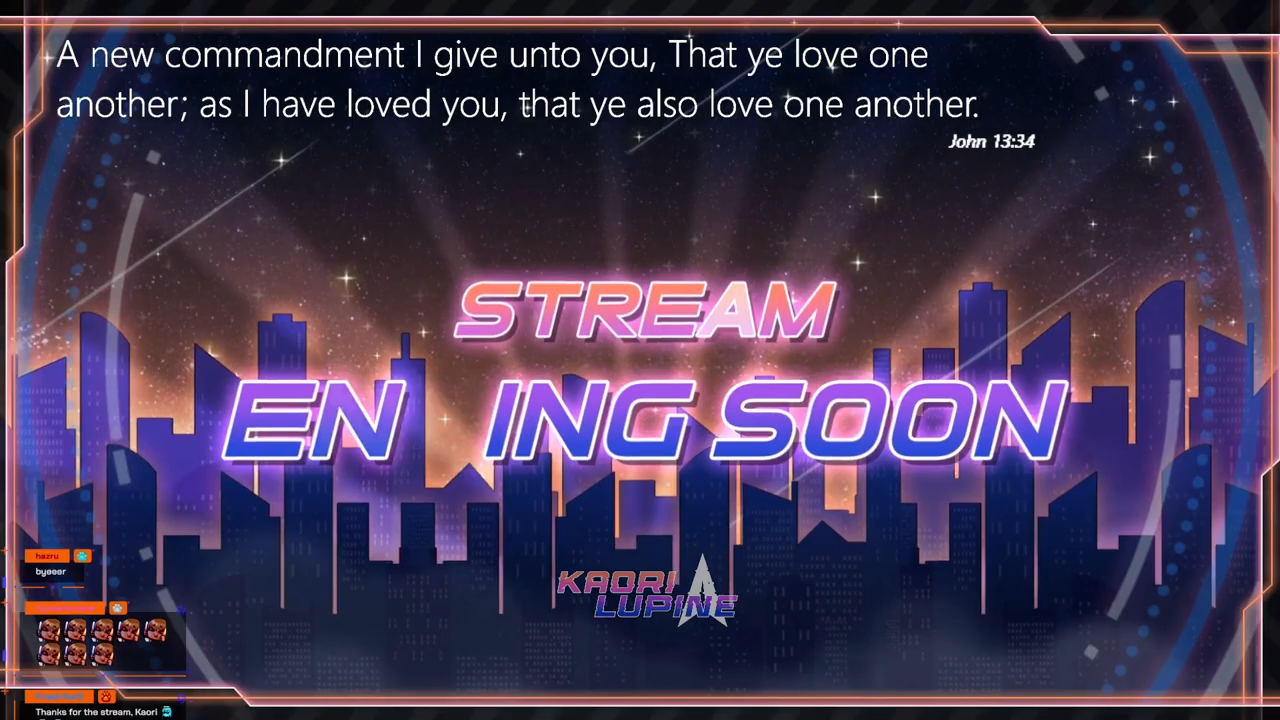 A new commandment I give unto you, That ye love one
another; as I have loved you, that ye also love one another.
John 13:34
STREAM
EN ING SOON
KAORI
LUPINE
hazru
byeeer
Thanks for the stream, Kaori